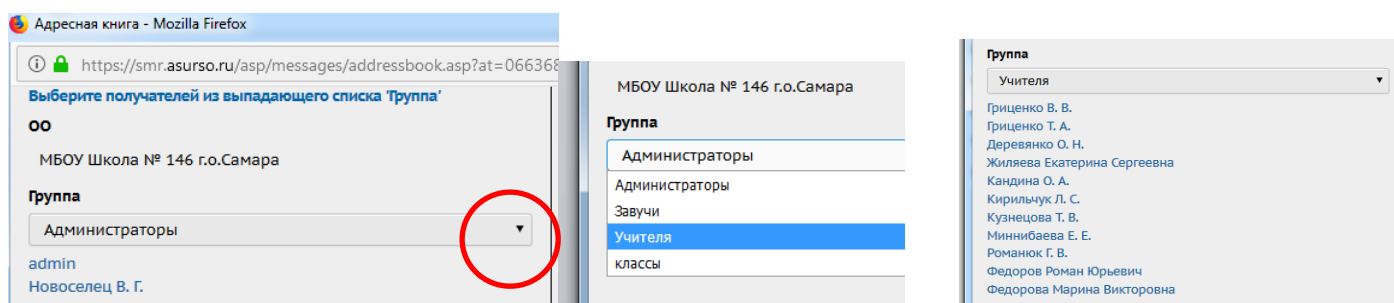 Адресная книга - Mozilla Firefox
https://smr.asurso.ru/asp/messages/addressbook.asp?at=066368
Выберите получателей из выпадающего списка 'Группа'
ОО
МБОУ Школа № 146 г.о.Самара
Группа
Администраторы
admin
Новоселец В. Г.
МБОУ Школа № 146 г.о.Самара
Группа
Администраторы
Администраторы
Завучи
Учителя
классы
Группа
Учителя
Гриценко В. В.
Гриценко Т. А.
Деревянко О. Н.
Жиляева Екатерина Сергеевна
Кандина О. А.
Кирильчук Л. С.
Кузнецова Т. В.
Миннибаева Е. Е.
Романюк Г. В.
Федоров Роман Юрьевич
Федорова Марина Викторовна